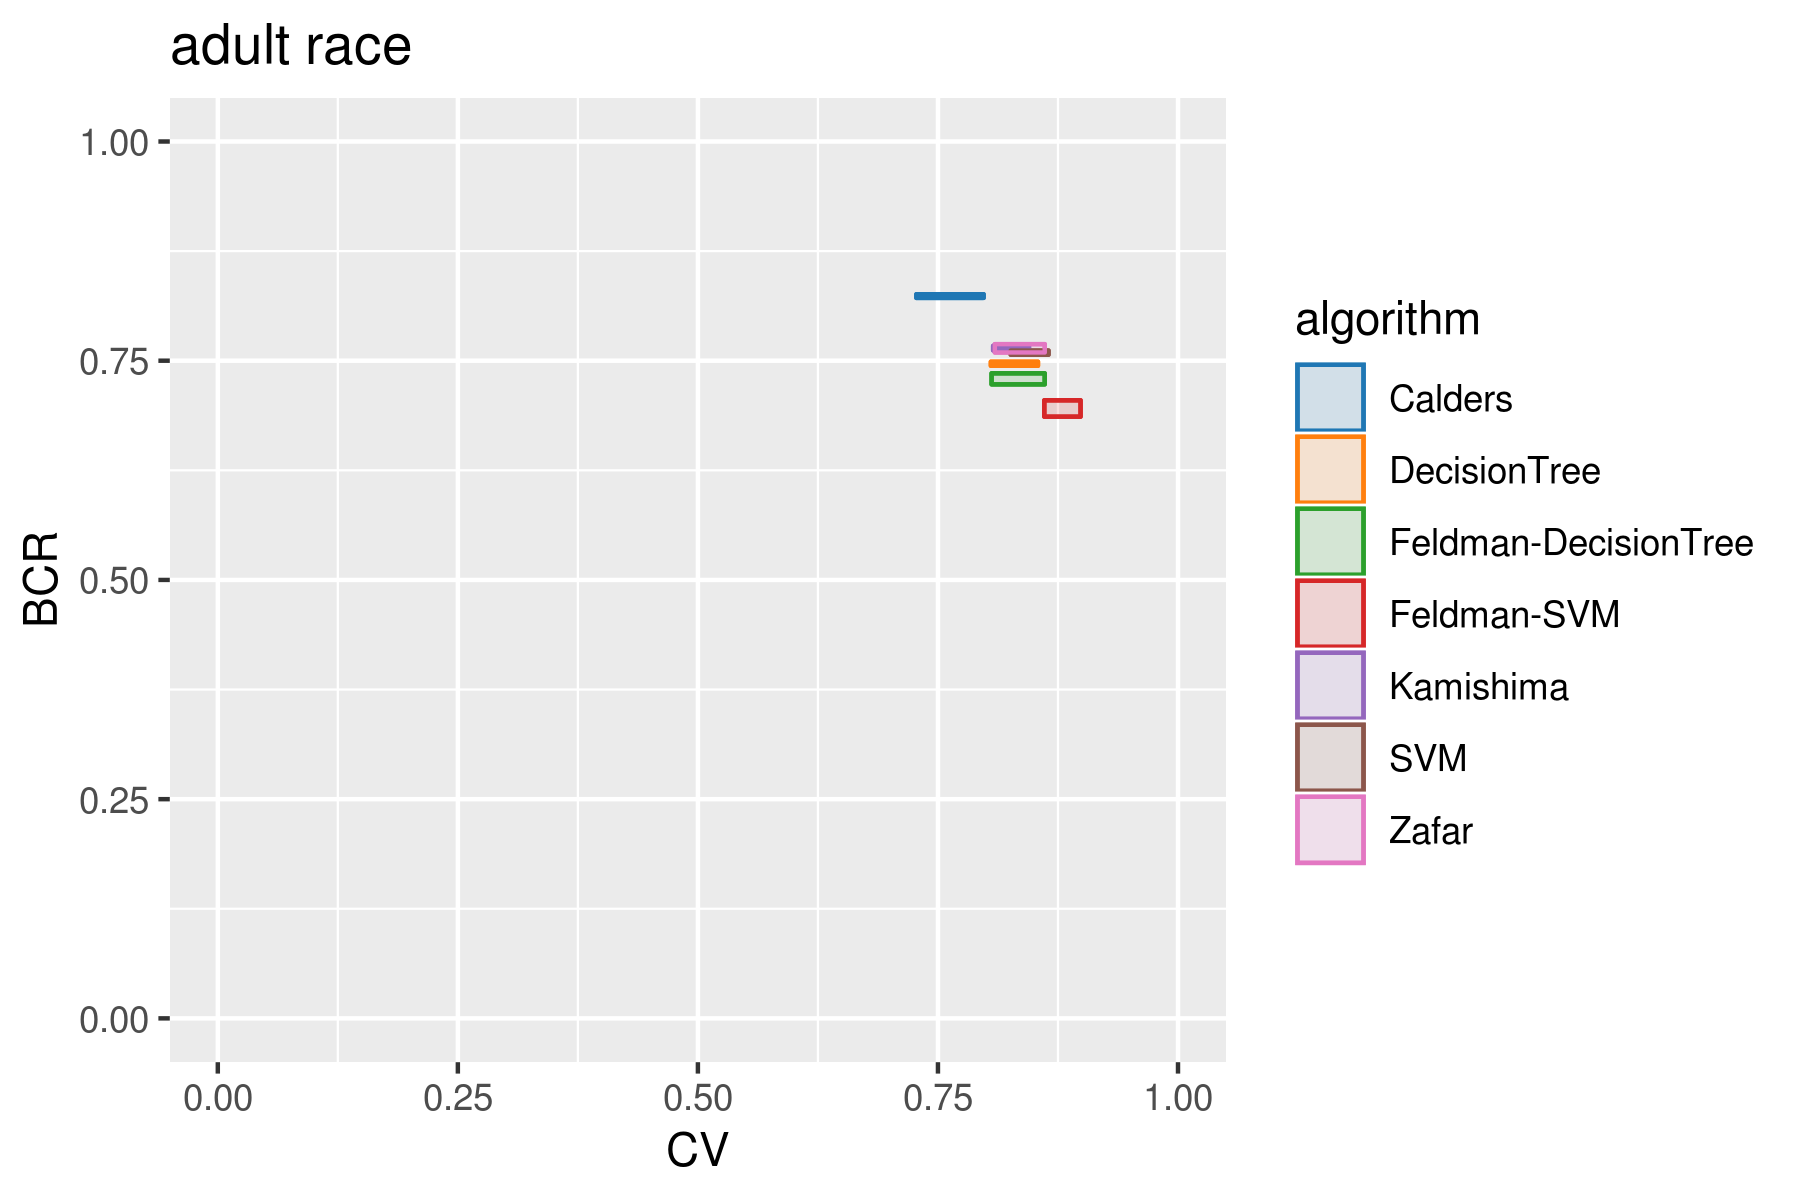 adult race
1.00
0.75
0.50
0.25
0.00
BCR
0.00 0.25 0.50 0.75 1.00
CV
algorithm
Calders
DecisionTree
Feldman-DecisionTree
Feldman-SVM
Kamishima
SVM
Zafar